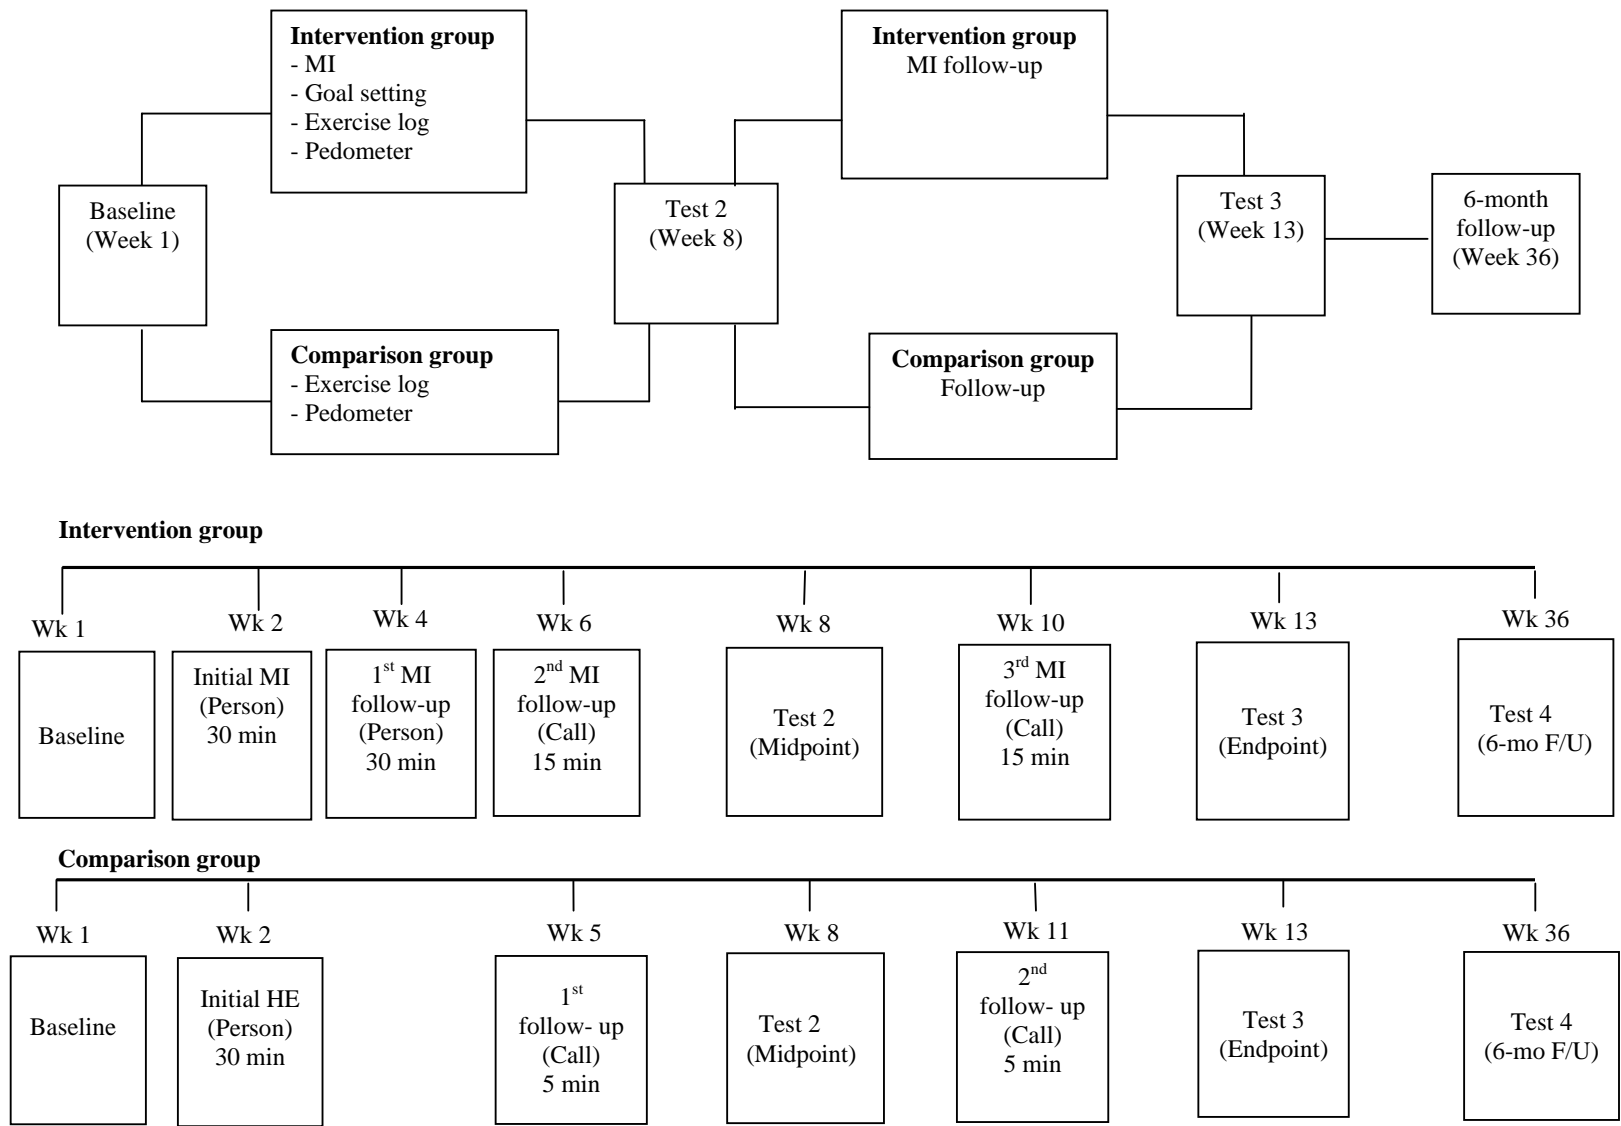 Intervention group
- MI
- Goal setting
- Exercise log
- Pedometer
Intervention group
MI follow-up
Baseline
(Week 1)
Test 2
(Week 8)
Test 3
(Week 13)
6-month
follow-up
(Week 36)
Comparison group
- Exercise log
- Pedometer
Comparison group
Follow-up
Intervention group
Wk 1
Wk 2
Wk 4
Wk 6
Wk 8
Wk 10
Wk 13
Wk 36
Baseline
Initial MI
(Person)
30 min
1st MI
follow-up
(Person)
30 min
2nd MI
follow-up
(Call)
15 min
Test 2
(Midpoint)
3rd MI
follow-up
(Call)
15 min
Test 3
(Endpoint)
Test 4
(6-mo F/U)
Comparison group
Wk 1
Wk 2
Wk 5
Wk 8
Wk 11
Wk 13
Wk 36
Baseline
Initial HE
(Person)
30 min
1st
follow- up
(Call)
5 min
Test 2
(Midpoint)
2nd
follow- up
(Call)
5 min
Test 3
(Endpoint)
Test 4
(6-mo F/U)